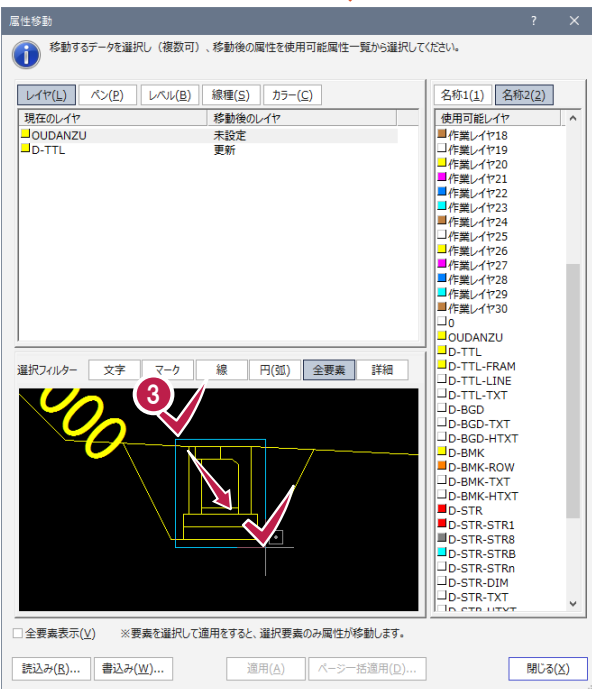 属性移動 ? ×
移動するデータを選択し（複数可）、移動後の属性を使用可能属性一覧から選択してください。
レイヤ(L) ペン(P) レベル(B) 線種(S) カラー(C)
現在のレイヤ 移動後のレイヤ
OUDANZU 未設定
D-TTL 更新
名称1(1) 名称2(2)
使用可能レイヤ
作業レイヤ18
作業レイヤ19
作業レイヤ20
作業レイヤ21
作業レイヤ22
作業レイヤ23
作業レイヤ24
作業レイヤ25
作業レイヤ26
作業レイヤ27
作業レイヤ28
作業レイヤ29
作業レイヤ30
0
OUDANZU
D-TTL
D-TTL-FRAM
D-TTL-LINE
D-TTL-TXT
D-BGD
D-BGD-TXT
D-BGD-HTXT
D-BMK
D-BMK-ROW
D-BMK-TXT
D-BMK-HTXT
D-STR
D-STR-STR1
D-STR-STR8
D-STR-STRB
D-STR-STRn
D-STR-DIM
D-STR-TXT
D-STR-HTXT
選択フィルター 文字 マーク 線 円(弧) 全要素 詳細
000
3
全要素表示(V) ※要素を選択して適用をすると、選択要素のみ属性が移動します。
読込み(R)... 書込み(W)... 適用(A) ページ一括適用(D)... 閉じる(X)